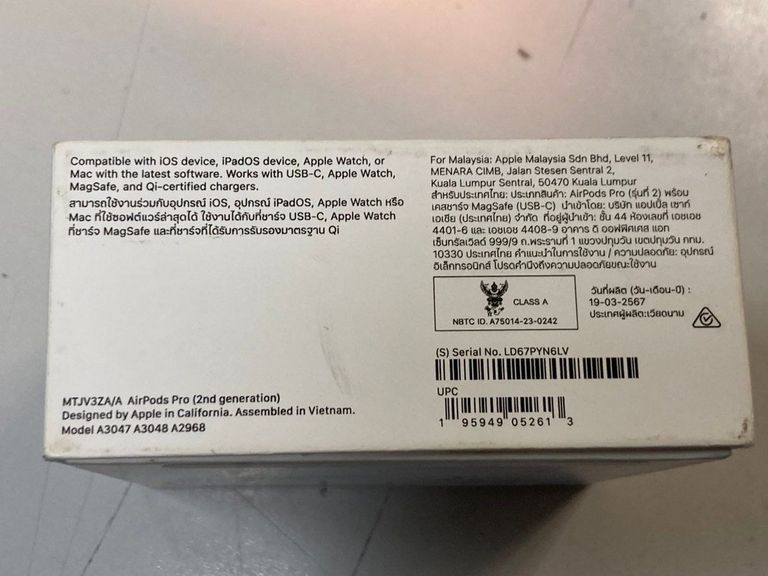 Compatible with iOS device, iPadOS device, Apple Watch, or
Mac with the latest software. Works with USB-C, Apple Watch,
MagSafe, and Qi-certified chargers.
สามารถใช้งานร่วมกับอุปกรณ์ iOS, อุปกรณ์ iPadOS, Apple Watch หรือ
Mac ที่ใช้ซอฟต์แวร์ล่าสุดได้ ใช้งานได้กับที่ชาร์จ USB-C, Apple Watch
ที่ชาร์จ MagSafe และที่ชาร์จที่ได้รับการรับรองมาตรฐาน Qi
MTJV3ZA/A AirPods Pro (2nd generation)
Designed by Apple in California. Assembled in Vietnam.
Model A3047 A3048 A2968
For Malaysia: Apple Malaysia Sdn Bhd, Level 11,
MENARA CIMB, Jalan Stesen Sentral 2,
Kuala Lumpur Sentral, 50470 Kuala Lumpur
สำหรับประเทศไทย: ประเภทสินค้า: AirPods Pro (รุ่นที่ 2) พร้อม
เคสชาร์จ MagSafe (USB-C) นำเข้าโดย: บริษัท แอปเปิ้ล เซาท์
เอเชีย (ประเทศไทย) จำกัด ที่อยู่ผู้นำเข้า: ชั้น 44 ห้องเลขที่ เอชเอช
4401-6 และ เอชเอช 4408-9 อาคาร ดิ ออฟฟิศเศส แอท
เซ็นทรัลเวิลด์ 999/9 ถ.พระรามที่ 1 แขวงปทุมวัน เขตปทุมวัน กทม.
10330 ประเทศไทย คำแนะนำในการใช้งาน / ความปลอดภัย: อุปกรณ์
อิเล็กทรอนิกส์ โปรดคำนึงถึงความปลอดภัยขณะใช้งาน
CLASS A
NBTC ID. A75014-23-0242
วันที่ผลิต (วัน-เดือน-ปี) :
19-03-2567
ประเทศผู้ผลิต:เวียดนาม
(S) Serial No. LD67PYN6LV
UPC
1 95949 05261 3